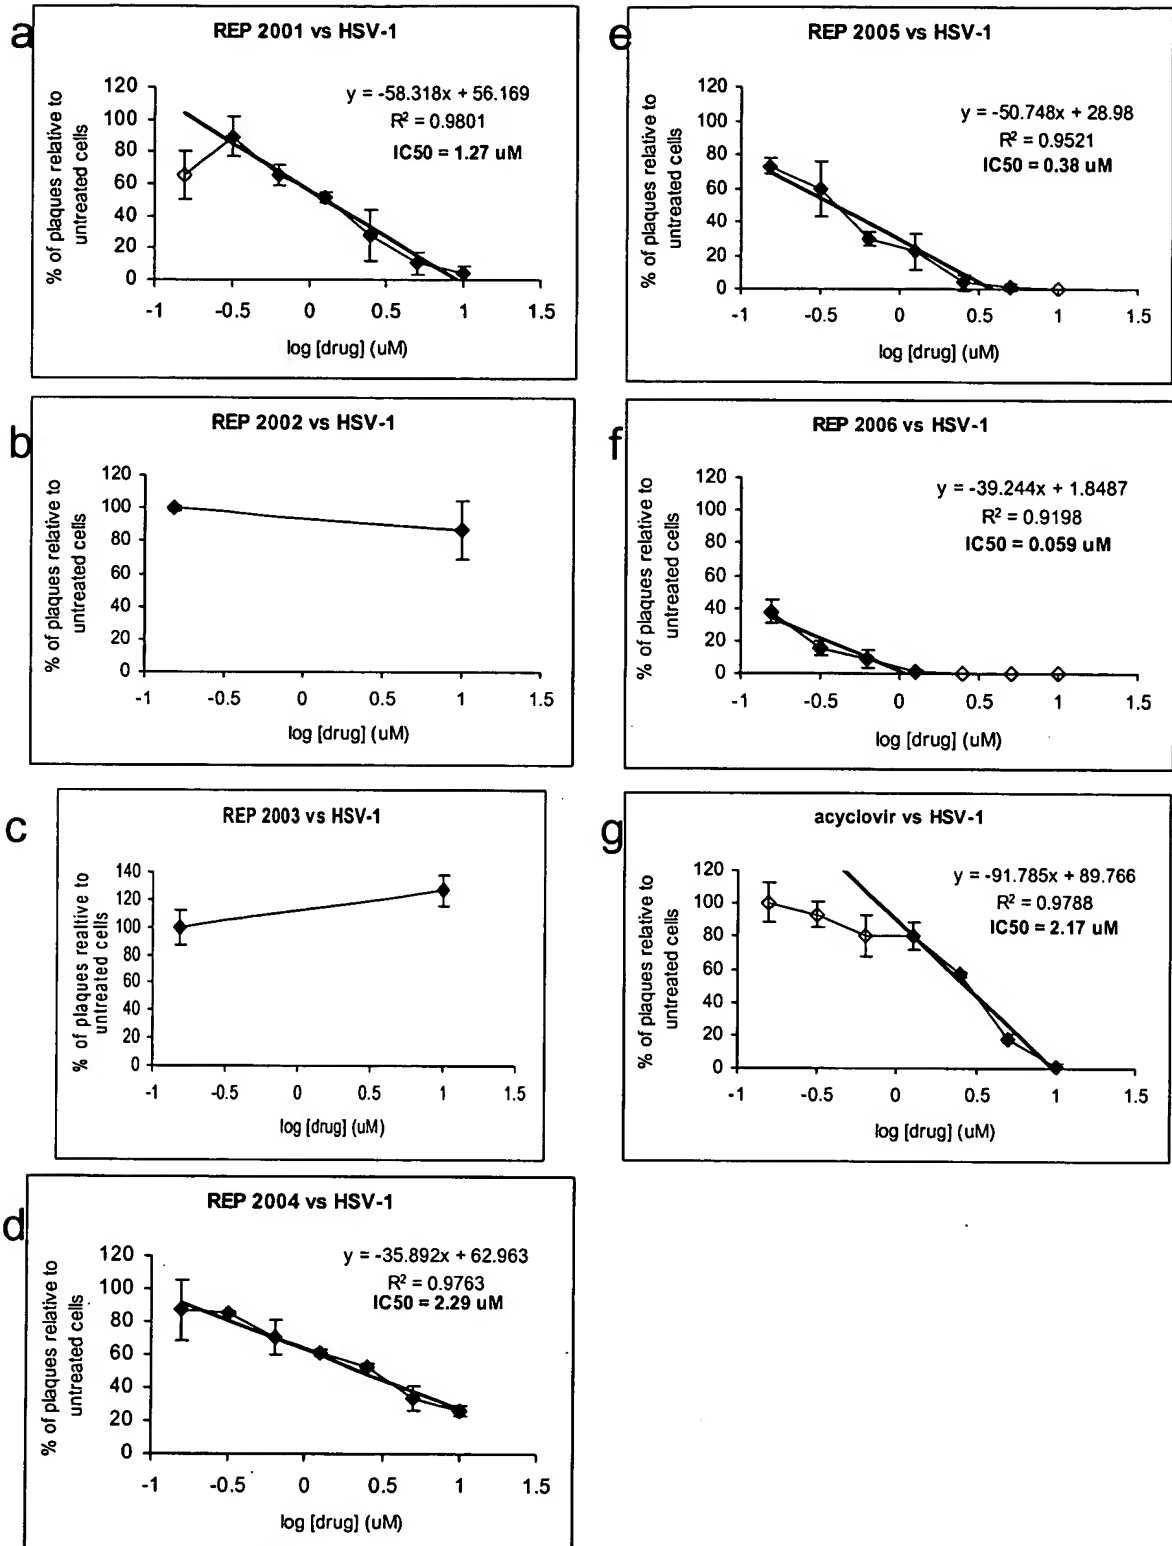 a
REP 2001 vs HSV-1
% of plaques relative to
untreated cells
120
100
80
60
40
20
0
y = -58.318x + 56.169
R² = 0.9801
IC50 = 1.27 uM
-1 -0.5 0 0.5 1 1.5
log [drug] (uM)
b
REP 2002 vs HSV-1
% of plaques relative to
untreated cells
120
100
80
60
40
20
0
-1 -0.5 0 0.5 1 1.5
log [drug] (uM)
c
REP 2003 vs HSV-1
% of plaques realtive to
untreated cells
140
120
100
80
60
40
20
0
-1 -0.5 0 0.5 1 1.5
log [drug] (uM)
d
REP 2004 vs HSV-1
% of plaques relative to
untreated cells
120
100
80
60
40
20
0
y = -35.892x + 62.963
R² = 0.9763
IC50 = 2.29 uM
-1 -0.5 0 0.5 1 1.5
log [drug] (uM)
e
REP 2005 vs HSV-1
% of plaques relative to
untreated cells
120
100
80
60
40
20
0
y = -50.748x + 28.98
R² = 0.9521
IC50 = 0.38 uM
-1 -0.5 0 0.5 1 1.5
log [drug] (uM)
f
REP 2006 vs HSV-1
% of plaques relative to
untreated cells
120
100
80
60
40
20
0
y = -39.244x + 1.8487
R² = 0.9198
IC50 = 0.059 uM
-1 -0.5 0 0.5 1 1.5
log [drug] (uM)
g
acyclovir vs HSV-1
% of plaques relative to
untreated cells
120
100
80
60
40
20
0
y = -91.785x + 89.766
R² = 0.9788
IC50 = 2.17 uM
-1 -0.5 0 0.5 1 1.5
log [drug] (uM)